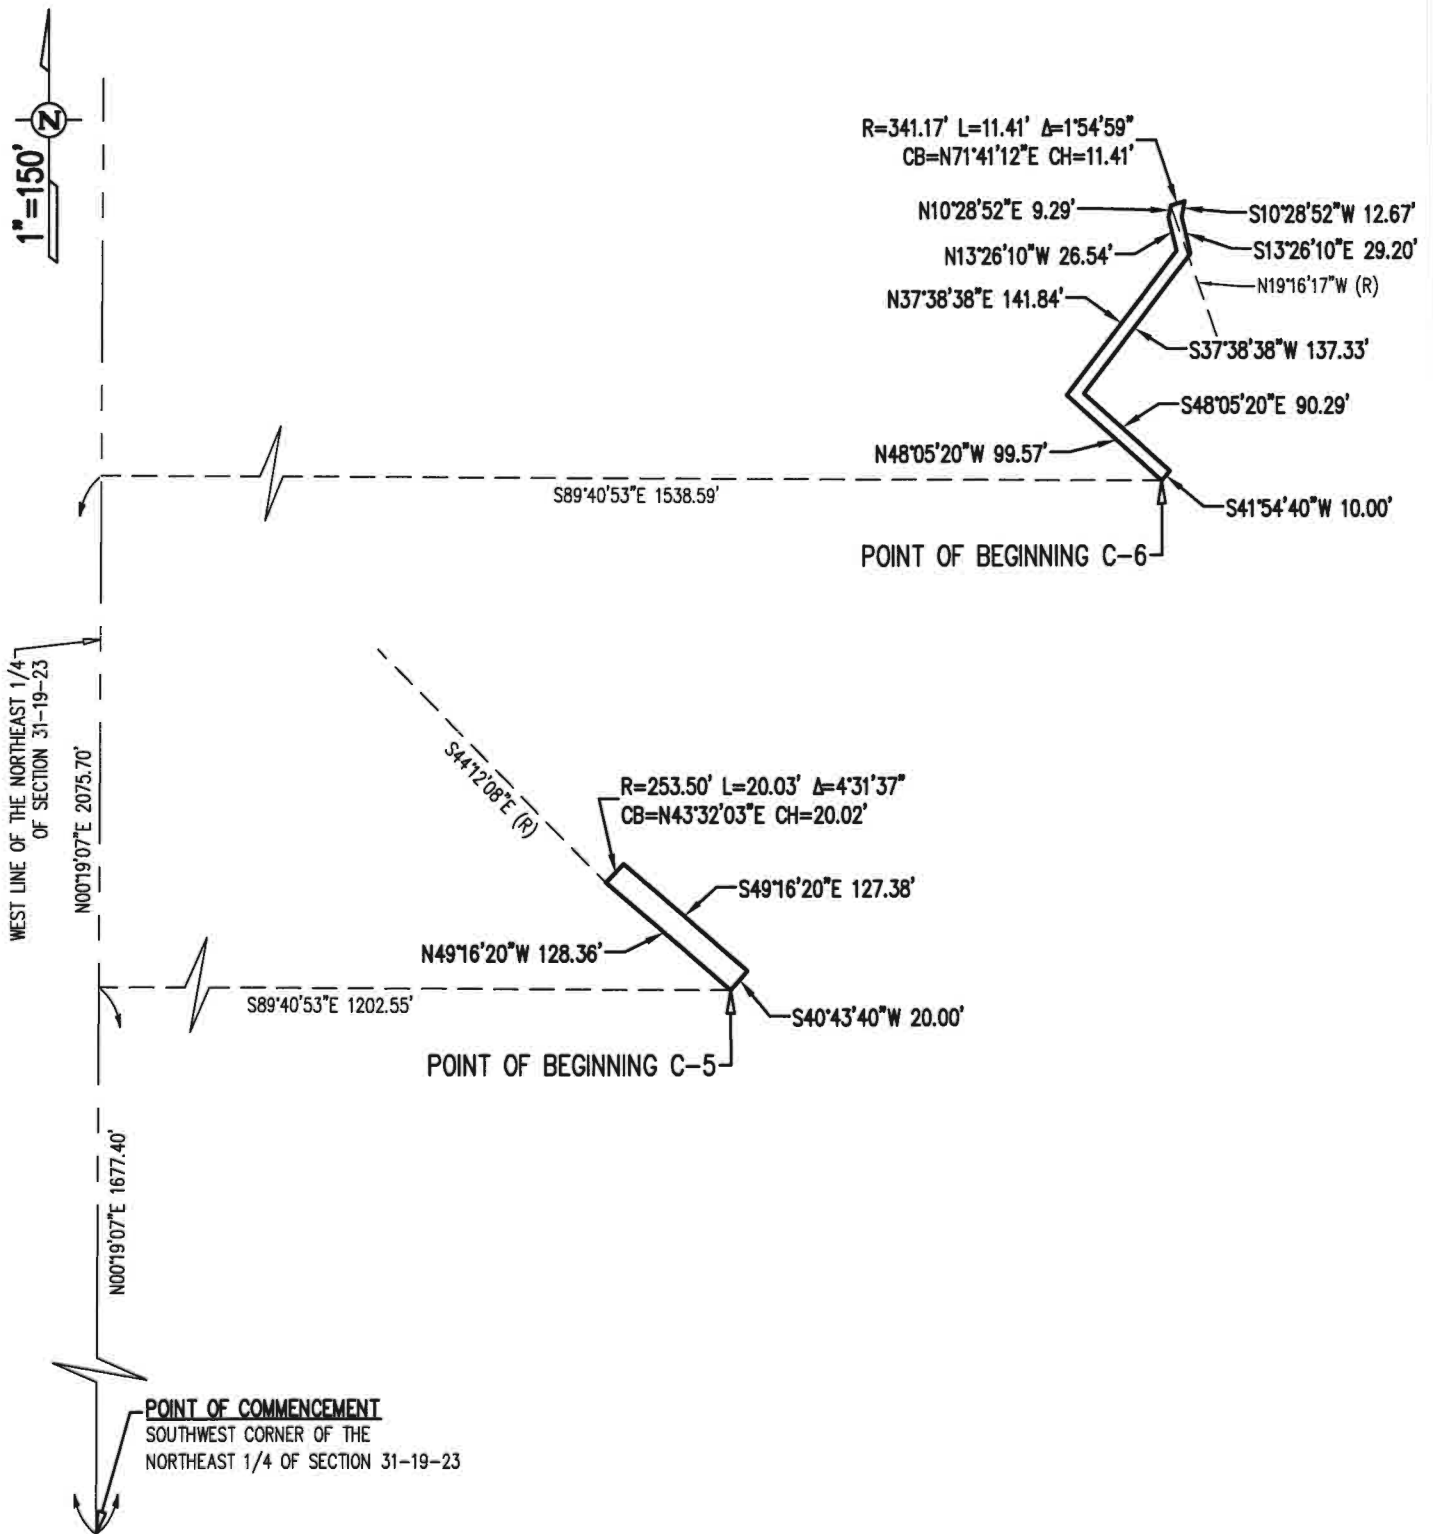 N
1"=150'
R=341.17' L=11.41' Δ=1°54'59"
CB=N71°41'12"E CH=11.41'
N10°28'52"E 9.29'
S10°28'52"W 12.67'
N13°26'10"W 26.54'
S13°26'10"E 29.20'
N19°16'17"W (R)
N37°38'38"E 141.84'
S37°38'38"W 137.33'
S48°05'20"E 90.29'
N48°05'20"W 99.57'
S89°40'53"E 1538.59'
S41°54'40"W 10.00'
POINT OF BEGINNING C-6
WEST LINE OF THE NORTHEAST 1/4
OF SECTION 31-19-23
N00°19'07"E 2075.70'
S44°12'08"E (R)
R=253.50' L=20.03' Δ=4°31'37"
CB=N43°32'03"E CH=20.02'
S49°16'20"E 127.38'
N49°16'20"W 128.36'
S89°40'53"E 1202.55'
S40°43'40"W 20.00'
POINT OF BEGINNING C-5
N00°19'07"E 1677.40'
POINT OF COMMENCEMENT
SOUTHWEST CORNER OF THE
NORTHEAST 1/4 OF SECTION 31-19-23